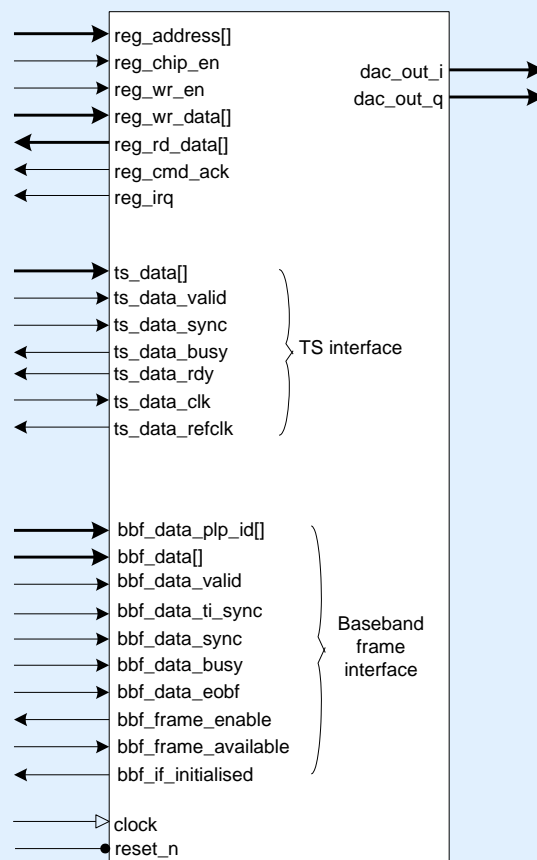 reg_address[]
reg_chip_en
reg_wr_en
reg_wr_data[]
reg_rd_data[]
reg_cmd_ack
reg_irq
dac_out_i
dac_out_q
ts_data[]
ts_data_valid
ts_data_sync
ts_data_busy
ts_data_rdy
ts_data_clk
ts_data_refclk
TS interface
bbf_data_plp_id[]
bbf_data[]
bbf_data_valid
bbf_data_ti_sync
bbf_data_sync
bbf_data_busy
bbf_data_eobf
bbf_frame_enable
bbf_frame_available
bbf_if_initialised
Baseband
frame
interface
clock
reset_n